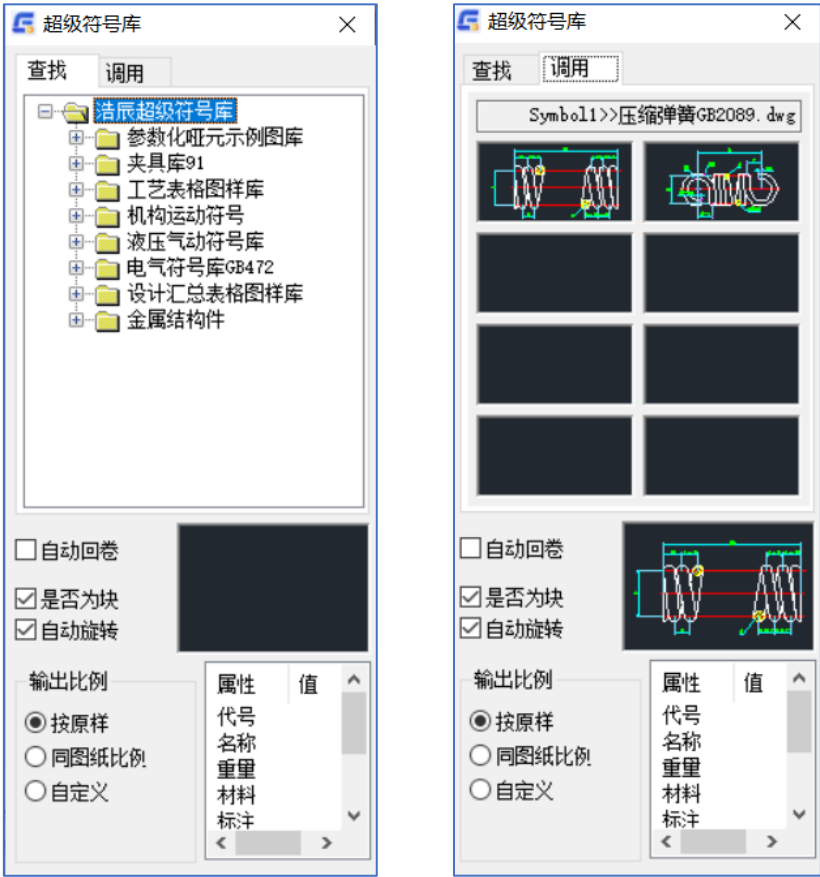 超级符号库
查找 调用
浩辰超级符号库
参数化哑元示例图库
夹具库91
工艺表格图样库
机构运动符号
液压气动符号库
电气符号库GB472
设计汇总表格图样库
金属结构件
自动回卷
是否为块
自动旋转
输出比例
按原样
同图纸比例
自定义
属性 值
代号
名称
重量
材料
标注
超级符号库
查找 调用
Symbol1>>压缩弹簧GB2089.dwg
自动回卷
是否为块
自动旋转
输出比例
按原样
同图纸比例
自定义
属性 值
代号
名称
重量
材料
标注